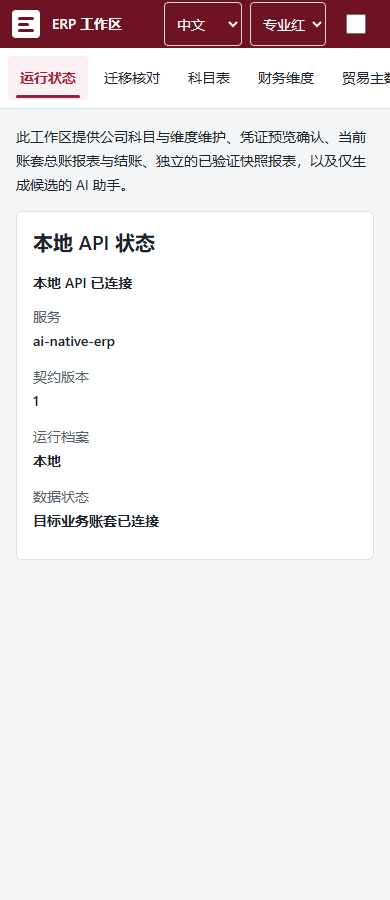 ERP 工作区
中文
专业红
运行状态
迁移核对
科目表
财务维度
贸易主
此工作区提供公司科目与维度维护、凭证预览确认、当前
账套总账报表与结账、独立的已验证快照报表，以及仅生
成候选的 AI 助手。
本地 API 状态
本地 API 已连接
服务
ai-native-erp
契约版本
1
运行档案
本地
数据状态
目标业务账套已连接